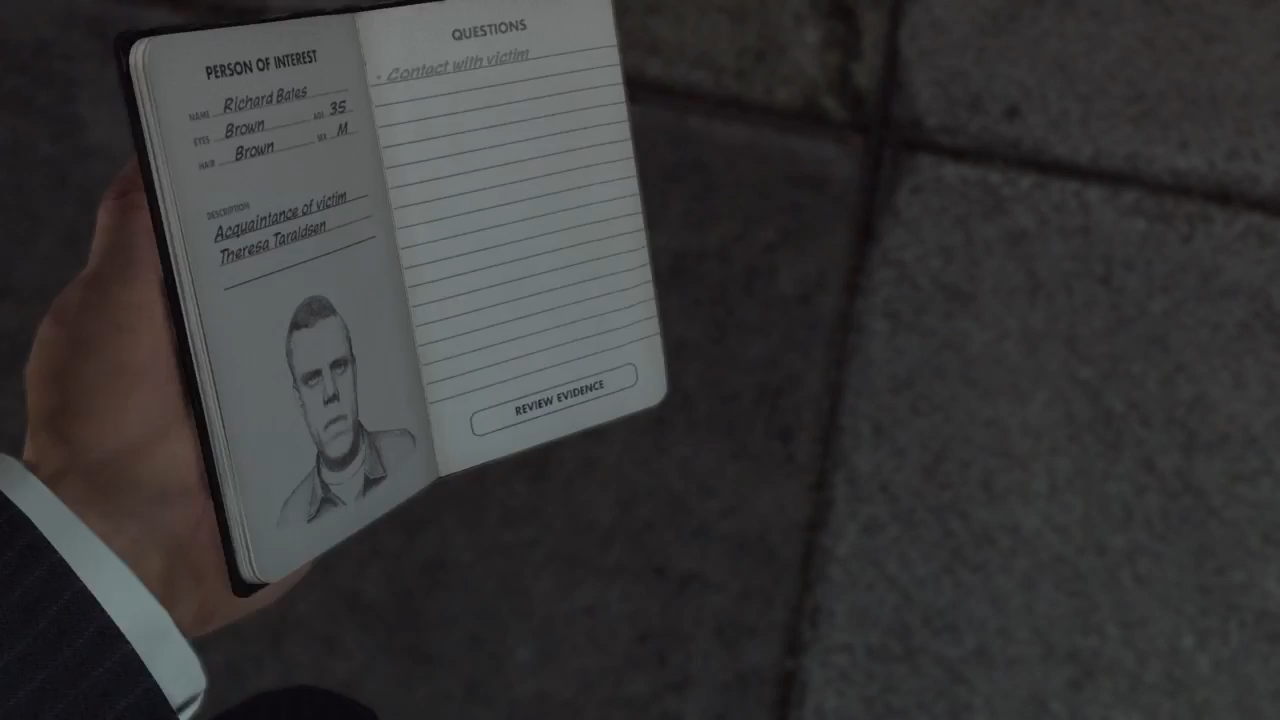 PERSON OF INTEREST
NAME Richard Bates
EYES Brown AGE 35
HAIR Brown SEX M
DESCRIPTION
Acquaintance of victim
Theresa Taraldsen
QUESTIONS
- Contact with victim
REVIEW EVIDENCE